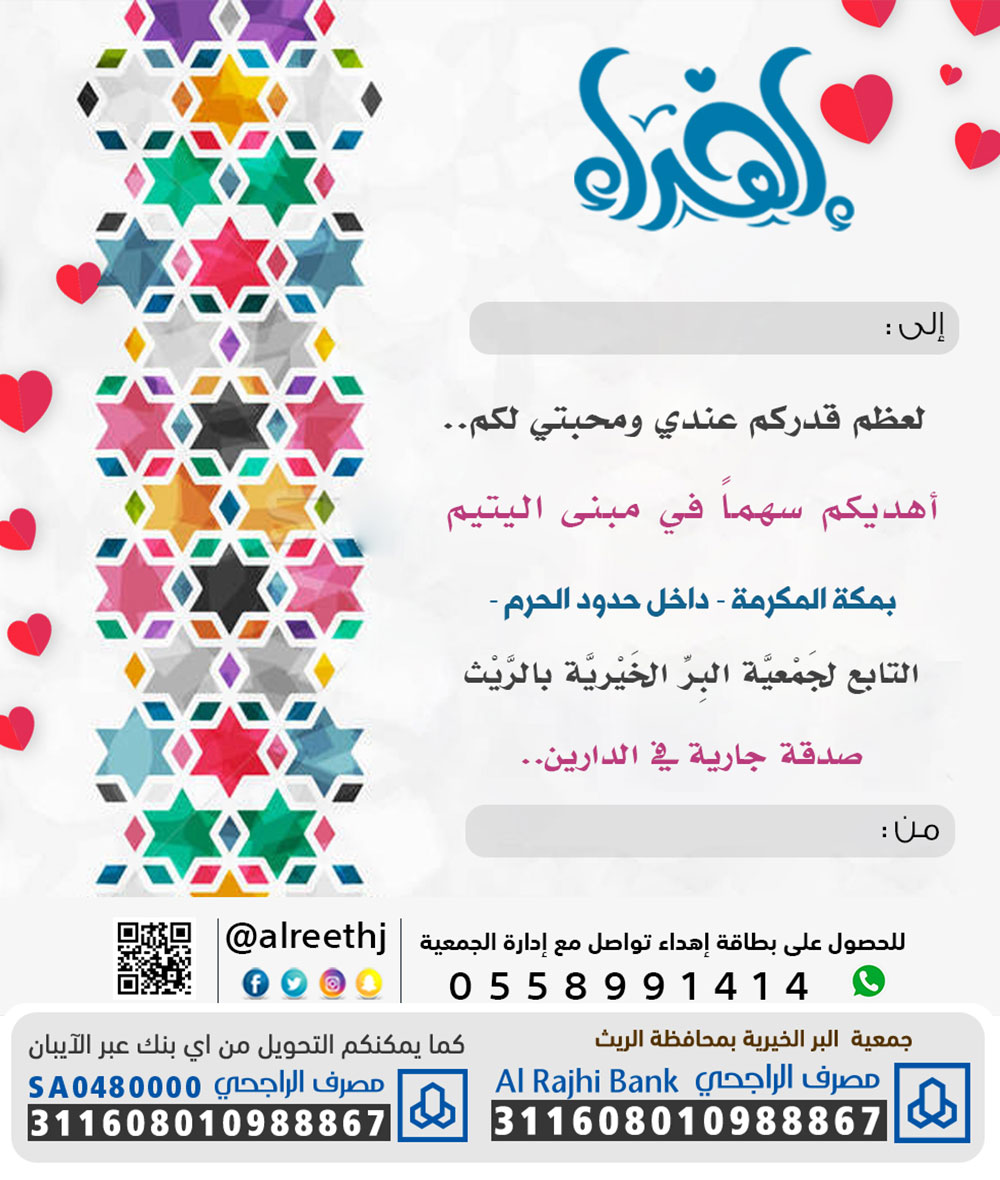 إهداء
إلى :
لعظم قدركم عندي ومحبتي لكم..
أهديكم سهماً في مبنى اليتيم
بمكة المكرمة - داخل حدود الحرم -
التابع لجَمْعيَّة البِرِّ الخَيْريَّة بالرَّيْث
صدقة جارية في الدارين..
من :
للحصول على بطاقة إهداء تواصل مع إدارة الجمعية
0558991414
@alreethj
جمعية البر الخيرية بمحافظة الريث
مصرف الراجحي Al Rajhi Bank
311608010988867
كما يمكنكم التحويل من اي بنك عبر الآيبان
مصرف الراجحي SA0480000
311608010988867